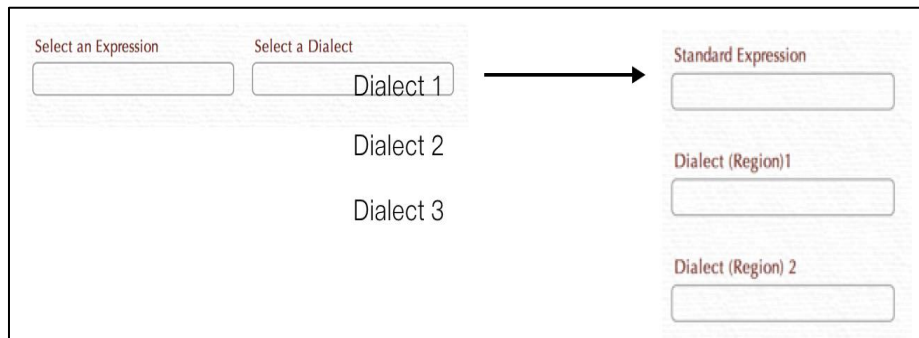 Select an Expression
Select a Dialect
Dialect 1
Dialect 2
Dialect 3
Standard Expression
Dialect (Region)1
Dialect (Region) 2